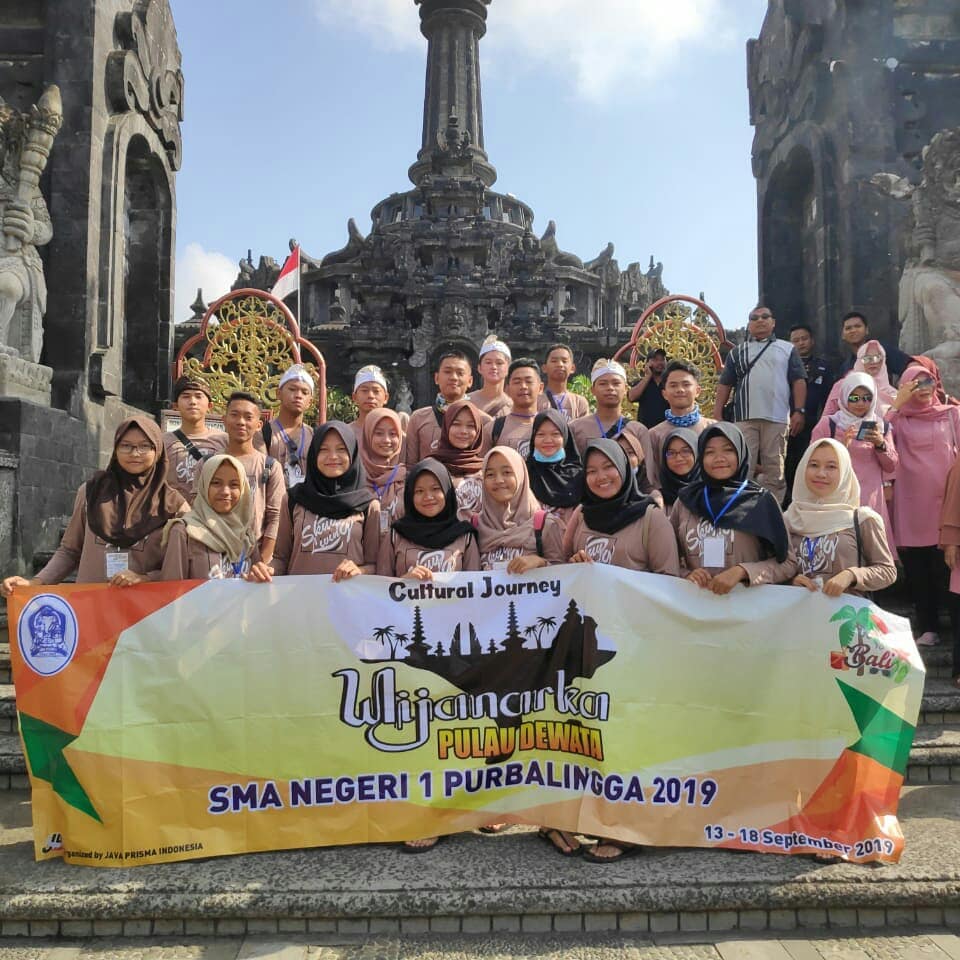 Cultural Journey
Wijanarka
PULAU DEWATA
SMA NEGERI 1 PURBALINGGA 2019
13 - 18 September 2019
Bali
ganized by JAVA PRISMA INDONESIA